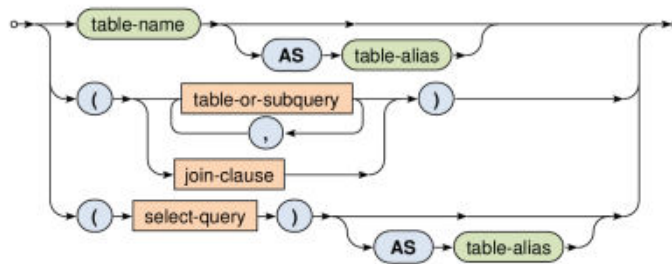 table-name
AS table-alias
( table-or-subquery )
,
join-clause
( select-query )
AS table-alias